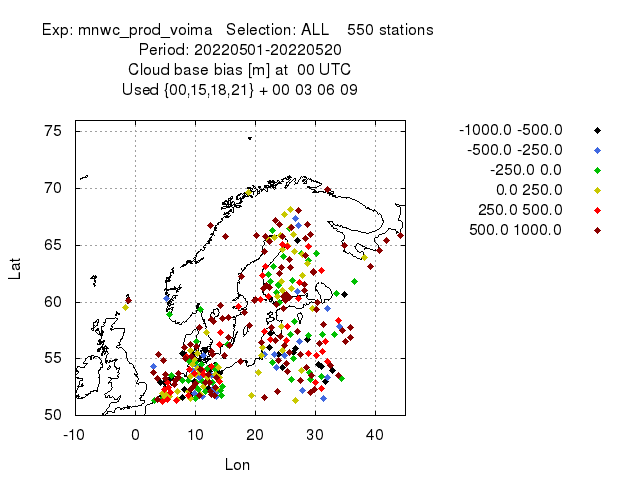 Exp: mnwc_prod_voima   Selection: ALL    550 stations
Period: 20220501-20220520
Cloud base bias [m] at  00 UTC
Used {00,15,18,21} + 00 03 06 09
-1000.0 -500.0
-500.0 -250.0
-250.0 0.0
0.0 250.0
250.0 500.0
500.0 1000.0
75
70
65
60
55
50
Lat
-10 0 10 20 30 40
Lon